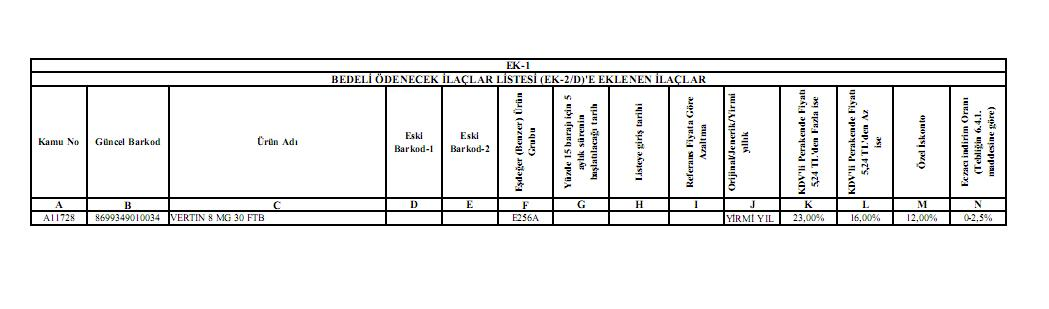 EK-1
BEDELİ ÖDENECEK İLAÇLAR LİSTESİ (EK-2/D)'E EKLENEN İLAÇLAR
Kamu No
Güncel Barkod
Ürün Adı
Eski
Barkod-1
Eski
Barkod-2
Eşdeğer (Benzer) Ürün
Grubu
Yüzde 15 barajı için 5
aylık sürenin
başlatılacağı tarih
Listeye giriş tarihi
Referans Fiyata Göre
Azaltma
Orijinal/Jenerik/Yirmi
yıllık
KDV'li Perakende Fiyatı
5,24 TL'den Fazla ise
KDV'li Perakende Fiyatı
5,24 TL'den Az
ise
Özel İskonto
Eczacı indirim Oranı
(Tebliğin 6.4.1.
maddesine göre)
A B C D E F G H I J K L M N
A11728 8699349010034 VERTIN 8 MG 30 FTB E256A YİRMİ YIL 23,00% 16,00% 12,00% 0-2,5%